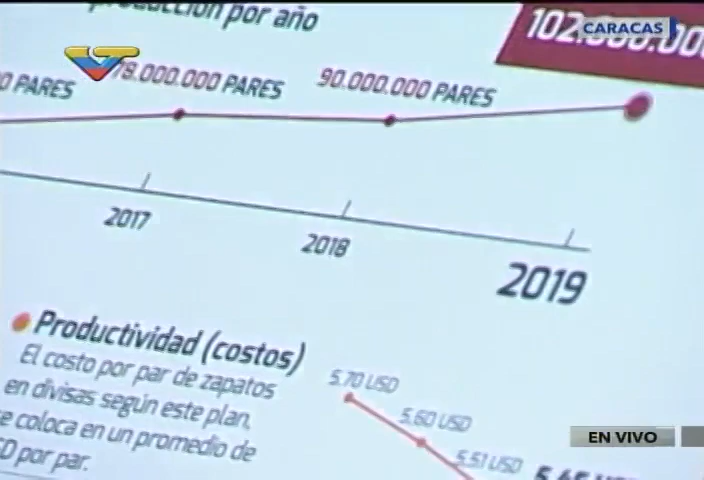 producción por año
CARACAS
VTV
PARES
78.000.000 PARES
90.000.000 PARES
2017
2018
2019
Productividad (costos)
El costo por par de zapatos
en divisas según este plan,
se coloca en un promedio de
por par.
5.70 USD
5.60 USD
5.51 USD
EN VIVO